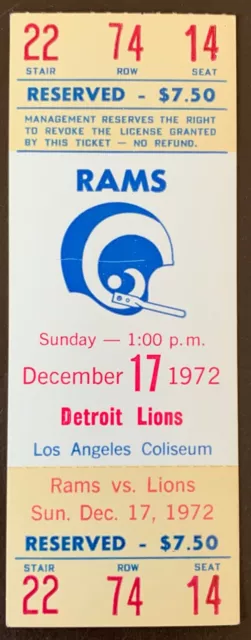 22 74 14
STAIR ROW SEAT
RESERVED - $7.50
MANAGEMENT RESERVES THE RIGHT
TO REVOKE THE LICENSE GRANTED
BY THIS TICKET — NO REFUND.
RAMS
Sunday — 1:00 p.m.
December 17 1972
Detroit Lions
Los Angeles Coliseum
Rams vs. Lions
Sun. Dec. 17, 1972
RESERVED - $7.50
STAIR ROW SEAT
22 74 14